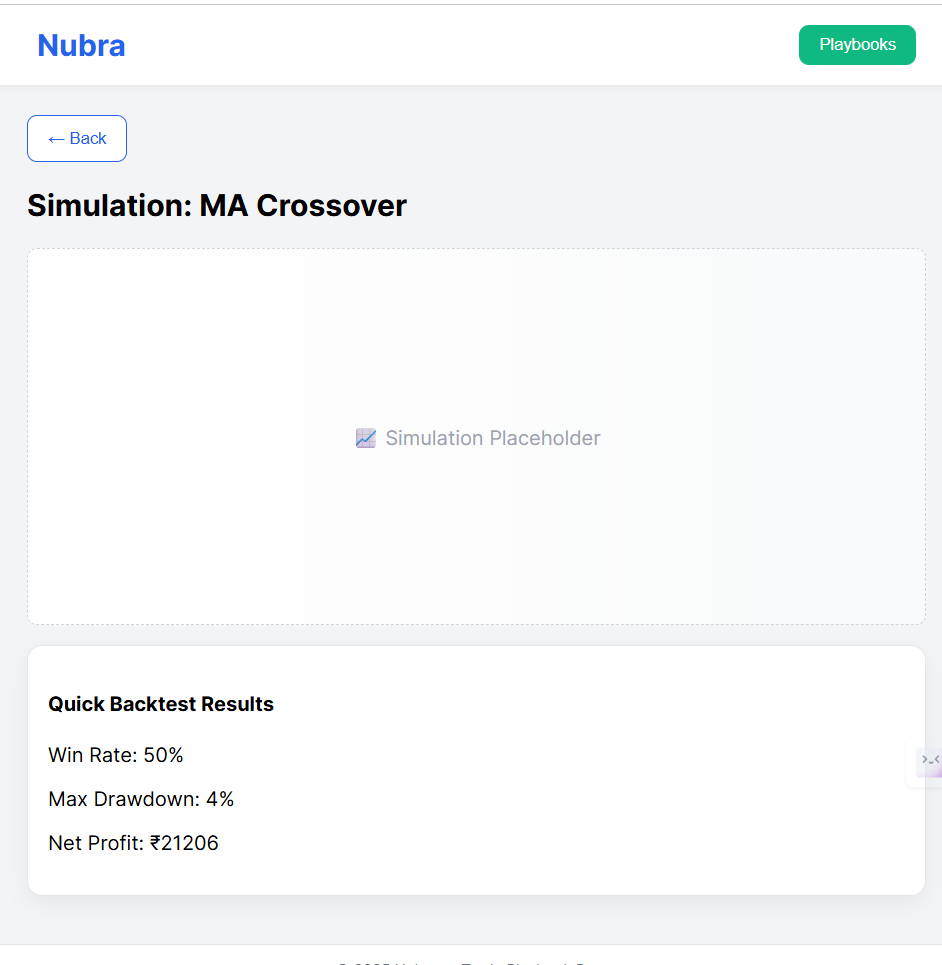 Nubra
Playbooks
← Back
Simulation: MA Crossover
📈 Simulation Placeholder
Quick Backtest Results
Win Rate: 50%
Max Drawdown: 4%
Net Profit: ₹21206